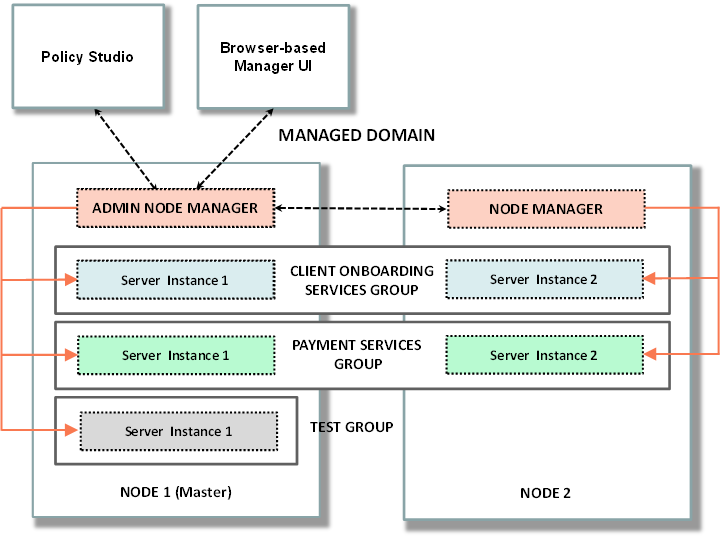 Policy Studio
Browser-based
Manager UI
MANAGED DOMAIN
ADMIN NODE MANAGER
NODE MANAGER
Server Instance 1
CLIENT ONBOARDING
SERVICES GROUP
Server Instance 2
Server Instance 1
PAYMENT SERVICES
GROUP
Server Instance 2
Server Instance 1
TEST GROUP
NODE 1 (Master)
NODE 2